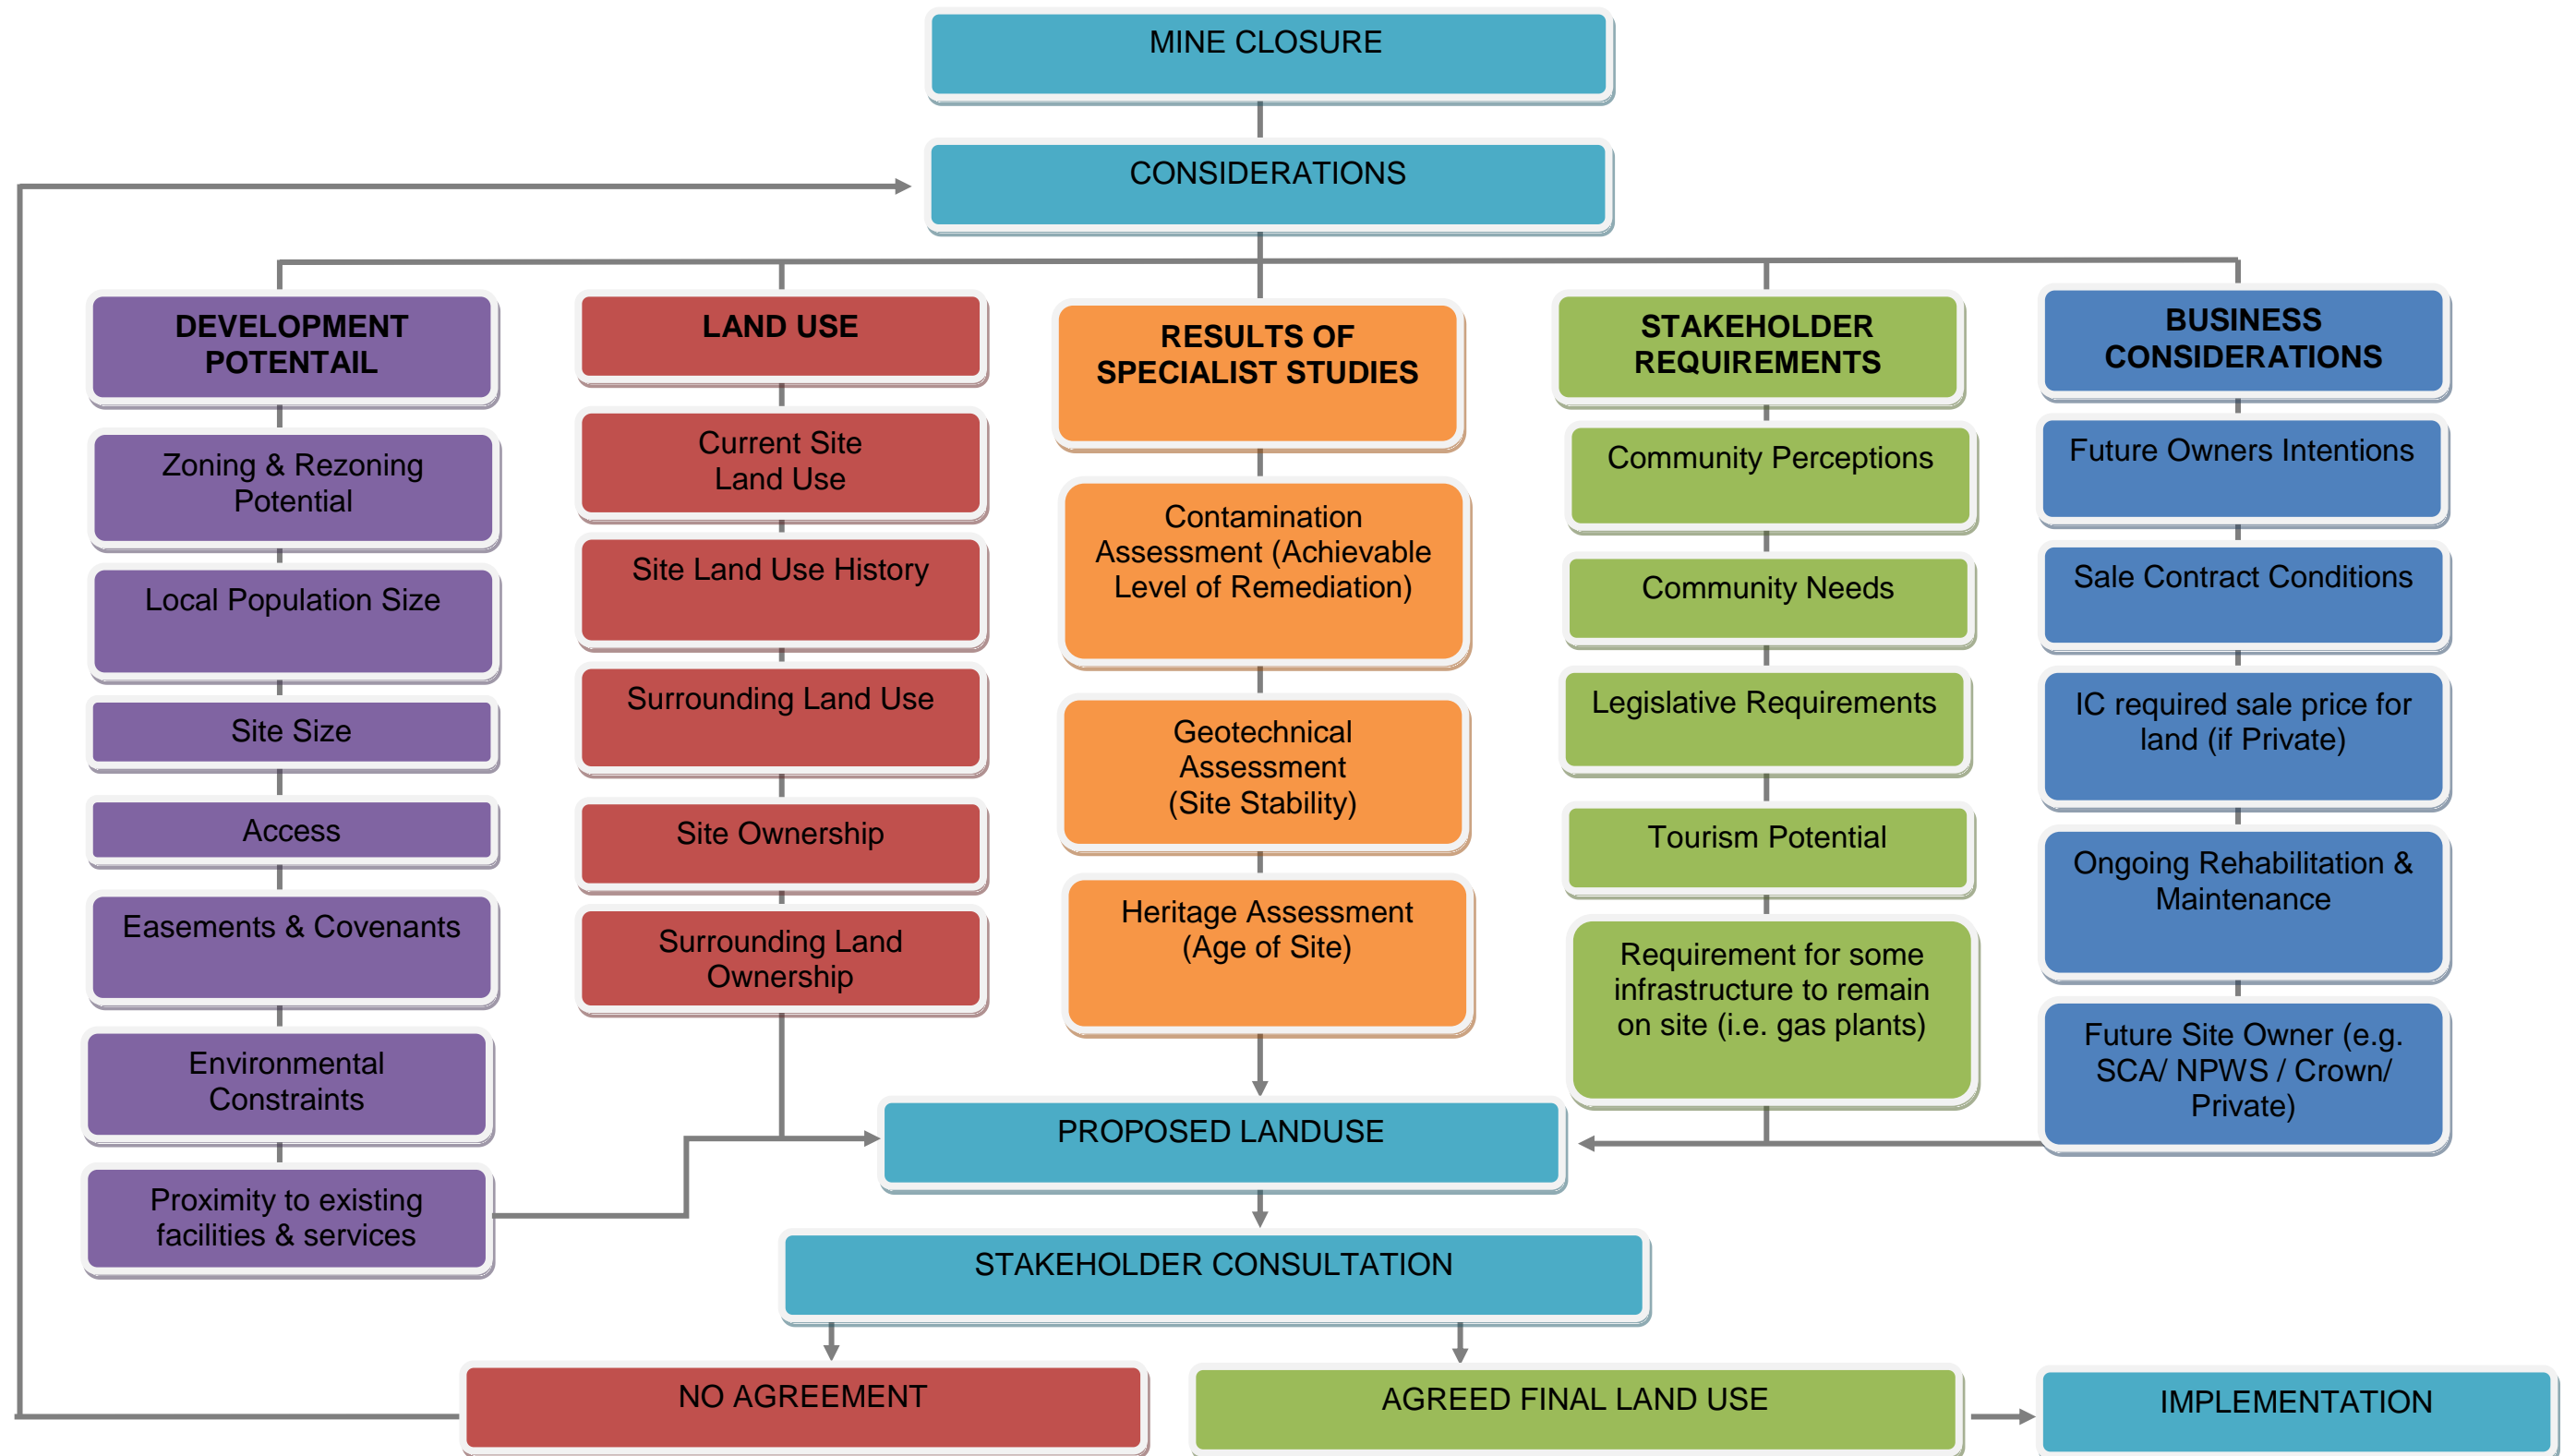 MINE CLOSURE
CONSIDERATIONS
DEVELOPMENT
POTENTAIL
Zoning & Rezoning
Potential
Local Population Size
Site Size
Access
Easements & Covenants
Environmental
Constraints
Proximity to existing
facilities & services
LAND USE
Current Site
Land Use
Site Land Use History
Surrounding Land Use
Site Ownership
Surrounding Land
Ownership
RESULTS OF
SPECIALIST STUDIES
Contamination
Assessment (Achievable
Level of Remediation)
Geotechnical
Assessment
(Site Stability)
Heritage Assessment
(Age of Site)
STAKEHOLDER
REQUIREMENTS
Community Perceptions
Community Needs
Legislative Requirements
Tourism Potential
Requirement for some
infrastructure to remain
on site (i.e. gas plants)
BUSINESS
CONSIDERATIONS
Future Owners Intentions
Sale Contract Conditions
IC required sale price for
land (if Private)
Ongoing Rehabilitation &
Maintenance
Future Site Owner (e.g.
SCA/ NPWS / Crown/
Private)
PROPOSED LANDUSE
STAKEHOLDER CONSULTATION
NO AGREEMENT
AGREED FINAL LAND USE
IMPLEMENTATION